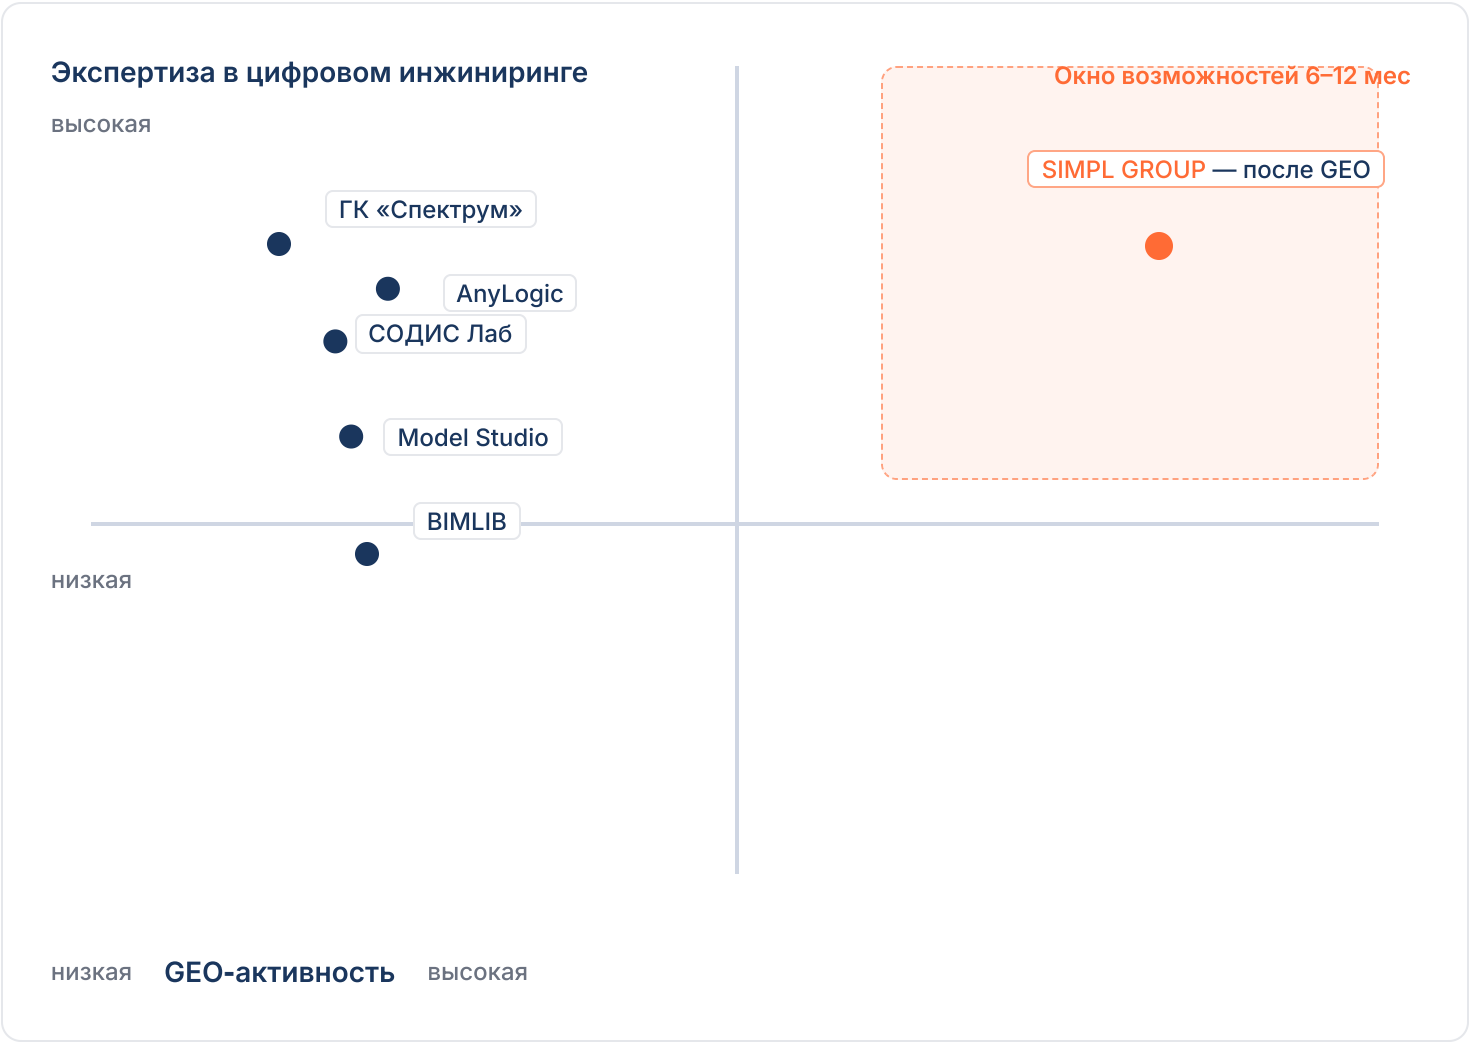 Экспертиза в цифровом инжиниринге
Окно возможностей 6–12 мес
высокая
SIMPL GROUP — после GEO
ГК «Спектрум»
AnyLogic
СОДИС Лаб
Model Studio
BIMLIB
низкая
низкая GEO-активность высокая